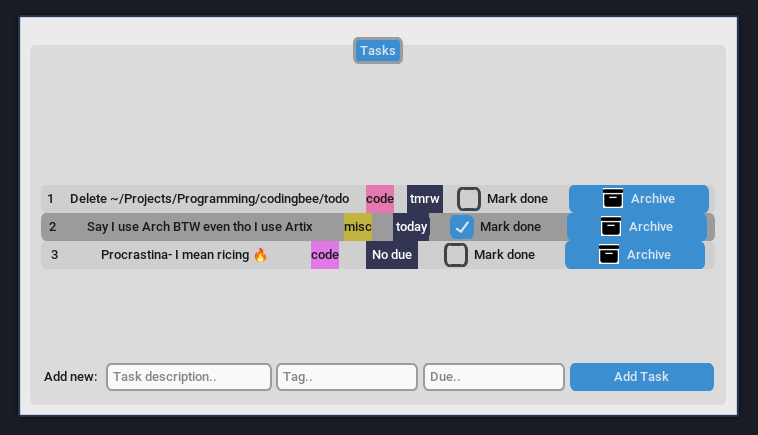 Tasks
1 Delete ~/Projects/Programming/codingbee/todo code tmrw Mark done Archive
2 Say I use Arch BTW even tho I use Artix misc today Mark done Archive
3 Procrastina- I mean ricing 🔥 code No due Mark done Archive
Add new: Task description.. Tag.. Due.. Add Task